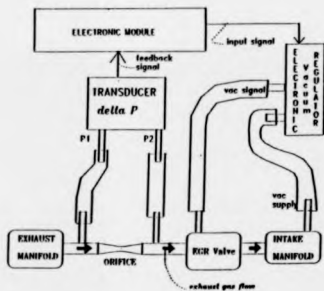 ELECTRONIC MODULE
feedback signal
input signal
TRANSDUCER
delta P
P1
P2
vac signal
ELECTRONIC
Vacuum
REGULATOR
vac supply
EXHAUST MANIFOLD
ORIFICE
EGR Valve
INTAKE MANIFOLD
exhaust gas flow